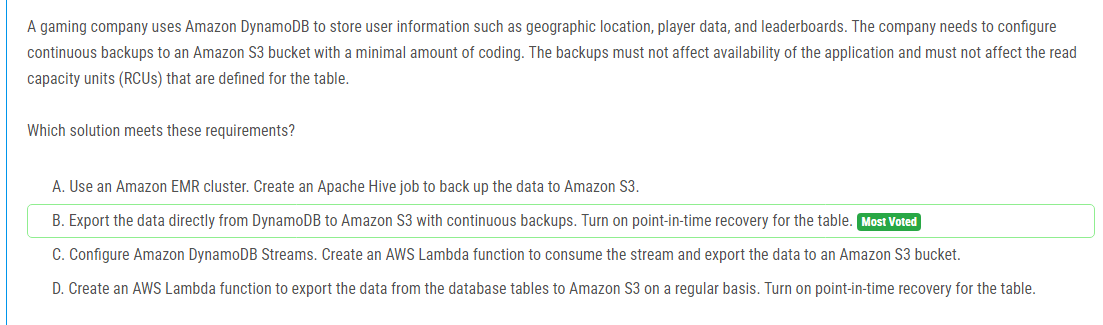 A gaming company uses Amazon DynamoDB to store user information such as geographic location, player data, and leaderboards. The company needs to configure
continuous backups to an Amazon S3 bucket with a minimal amount of coding. The backups must not affect availability of the application and must not affect the read
capacity units (RCUs) that are defined for the table.
Which solution meets these requirements?
A. Use an Amazon EMR cluster. Create an Apache Hive job to back up the data to Amazon S3.
B. Export the data directly from DynamoDB to Amazon S3 with continuous backups. Turn on point-in-time recovery for the table. Most Voted
C. Configure Amazon DynamoDB Streams. Create an AWS Lambda function to consume the stream and export the data to an Amazon S3 bucket.
D. Create an AWS Lambda function to export the data from the database tables to Amazon S3 on a regular basis. Turn on point-in-time recovery for the table.